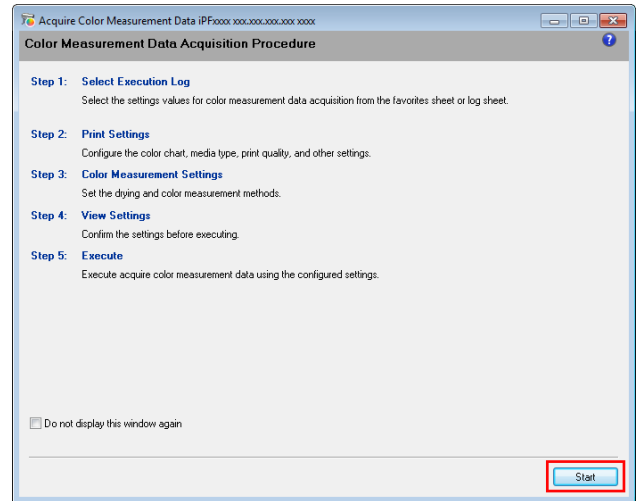 Acquire Color Measurement Data iPFxxxx xxx.xxx.xxx.xxx xxxx
Color Measurement Data Acquisition Procedure
Step 1: Select Execution Log
Select the settings values for color measurement data acquisition from the favorites sheet or log sheet.
Step 2: Print Settings
Configure the color chart, media type, print quality, and other settings.
Step 3: Color Measurement Settings
Set the drying and color measurement methods.
Step 4: View Settings
Confirm the settings before executing.
Step 5: Execute
Execute acquire color measurement data using the configured settings.
Do not display this window again
Start